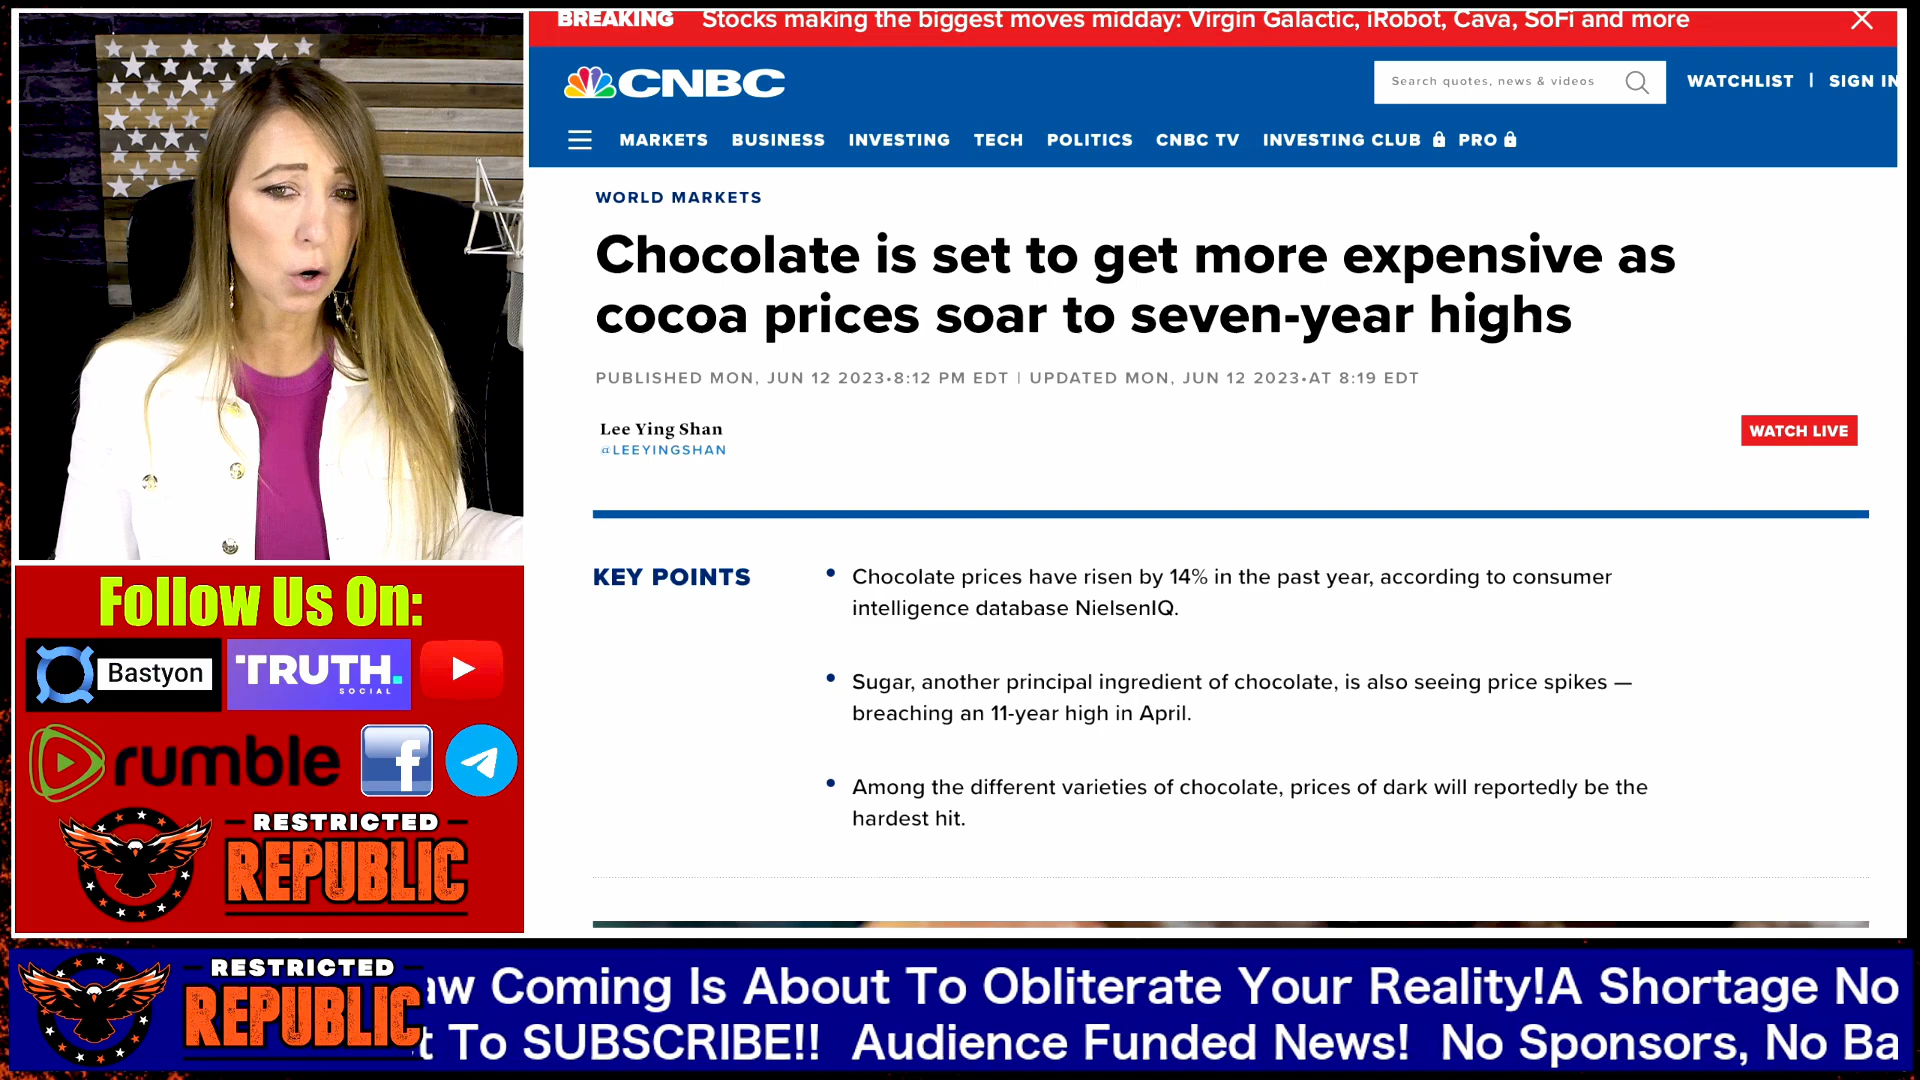 BREAKING Stocks making the biggest moves midday: Virgin Galactic, iRobot, Cava, SoFi and more
CNBC
Search quotes, news & videos
WATCHLIST | SIGN IN
MARKETS BUSINESS INVESTING TECH POLITICS CNBC TV INVESTING CLUB PRO
WORLD MARKETS
Chocolate is set to get more expensive as
cocoa prices soar to seven-year highs
PUBLISHED MON, JUN 12 2023•8:12 PM EDT | UPDATED MON, JUN 12 2023•AT 8:19 EDT
Lee Ying Shan
@LEEYINGSHAN
WATCH LIVE
KEY POINTS
• Chocolate prices have risen by 14% in the past year, according to consumer
intelligence database NielsenIQ.
• Sugar, another principal ingredient of chocolate, is also seeing price spikes —
breaching an 11-year high in April.
• Among the different varieties of chocolate, prices of dark will reportedly be the
hardest hit.
Follow Us On:
Bastyon
TRUTH.
SOCIAL
rumble
f
RESTRICTED
REPUBLIC
RESTRICTED
REPUBLIC
aw Coming Is About To Obliterate Your Reality!A Shortage No
t To SUBSCRIBE!! Audience Funded News! No Sponsors, No Ba